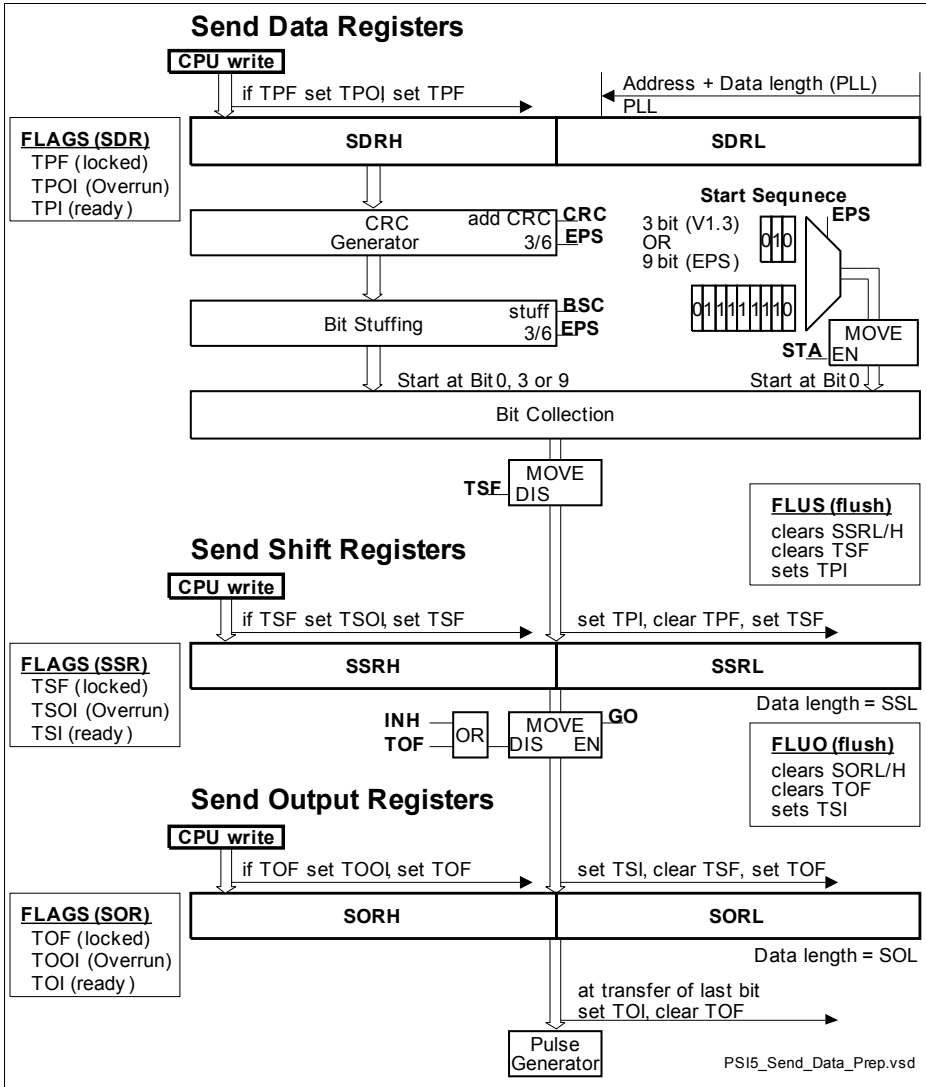 Send Data Registers
CPU write
if TPF set TPOI, set TPF
Address + Data length (PLL)
PLL
FLAGS (SDR)
TPF (locked)
TPOI (Overrun)
TPI (ready)
SDRH
SDRL
Start Sequnece
EPS
3 bit (V1.3)
OR
9 bit (EPS)
010
011111110
CRC Generator
add CRC
3/6
CRC
EPS
Bit Stuffing
stuff
3/6
BSC
EPS
MOVE
EN
STA
Start at Bit 0, 3 or 9
Start at Bit 0
Bit Collection
MOVE
DIS
TSF
FLUS (flush)
clears SSRL/H
clears TSF
sets TPI
Send Shift Registers
CPU write
if TSF set TSOI, set TSF
set TPI, clear TPF, set TSF
FLAGS (SSR)
TSF (locked)
TSOI (Overrun)
TSI (ready)
SSRH
SSRL
Data length = SSL
INH
TOF
OR
MOVE
DIS EN
GO
FLUO (flush)
clears SORL/H
clears TOF
sets TSI
Send Output Registers
CPU write
if TOF set TOOI, set TOF
set TSI, clear TSF, set TOF
FLAGS (SOR)
TOF (locked)
TOOI (Overrun)
TOI (ready)
SORH
SORL
Data length = SOL
at transfer of last bit
set TOI, clear TOF
Pulse
Generator
PSI5_Send_Data_Prep.vsd